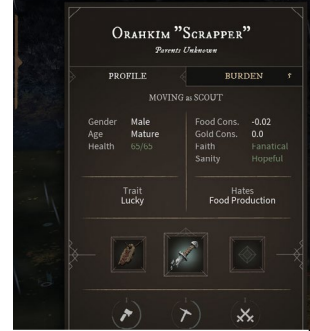 ORAHKIM "SCRAPPER"
Parents Unknown
PROFILE BURDEN
MOVING as SCOUT
Gender Male Food Cons. -0.02
Age Mature Gold Cons. 0.0
Health 65/65 Faith Fanatical
Sanity Hopeful
Trait Hates
Lucky Food Production